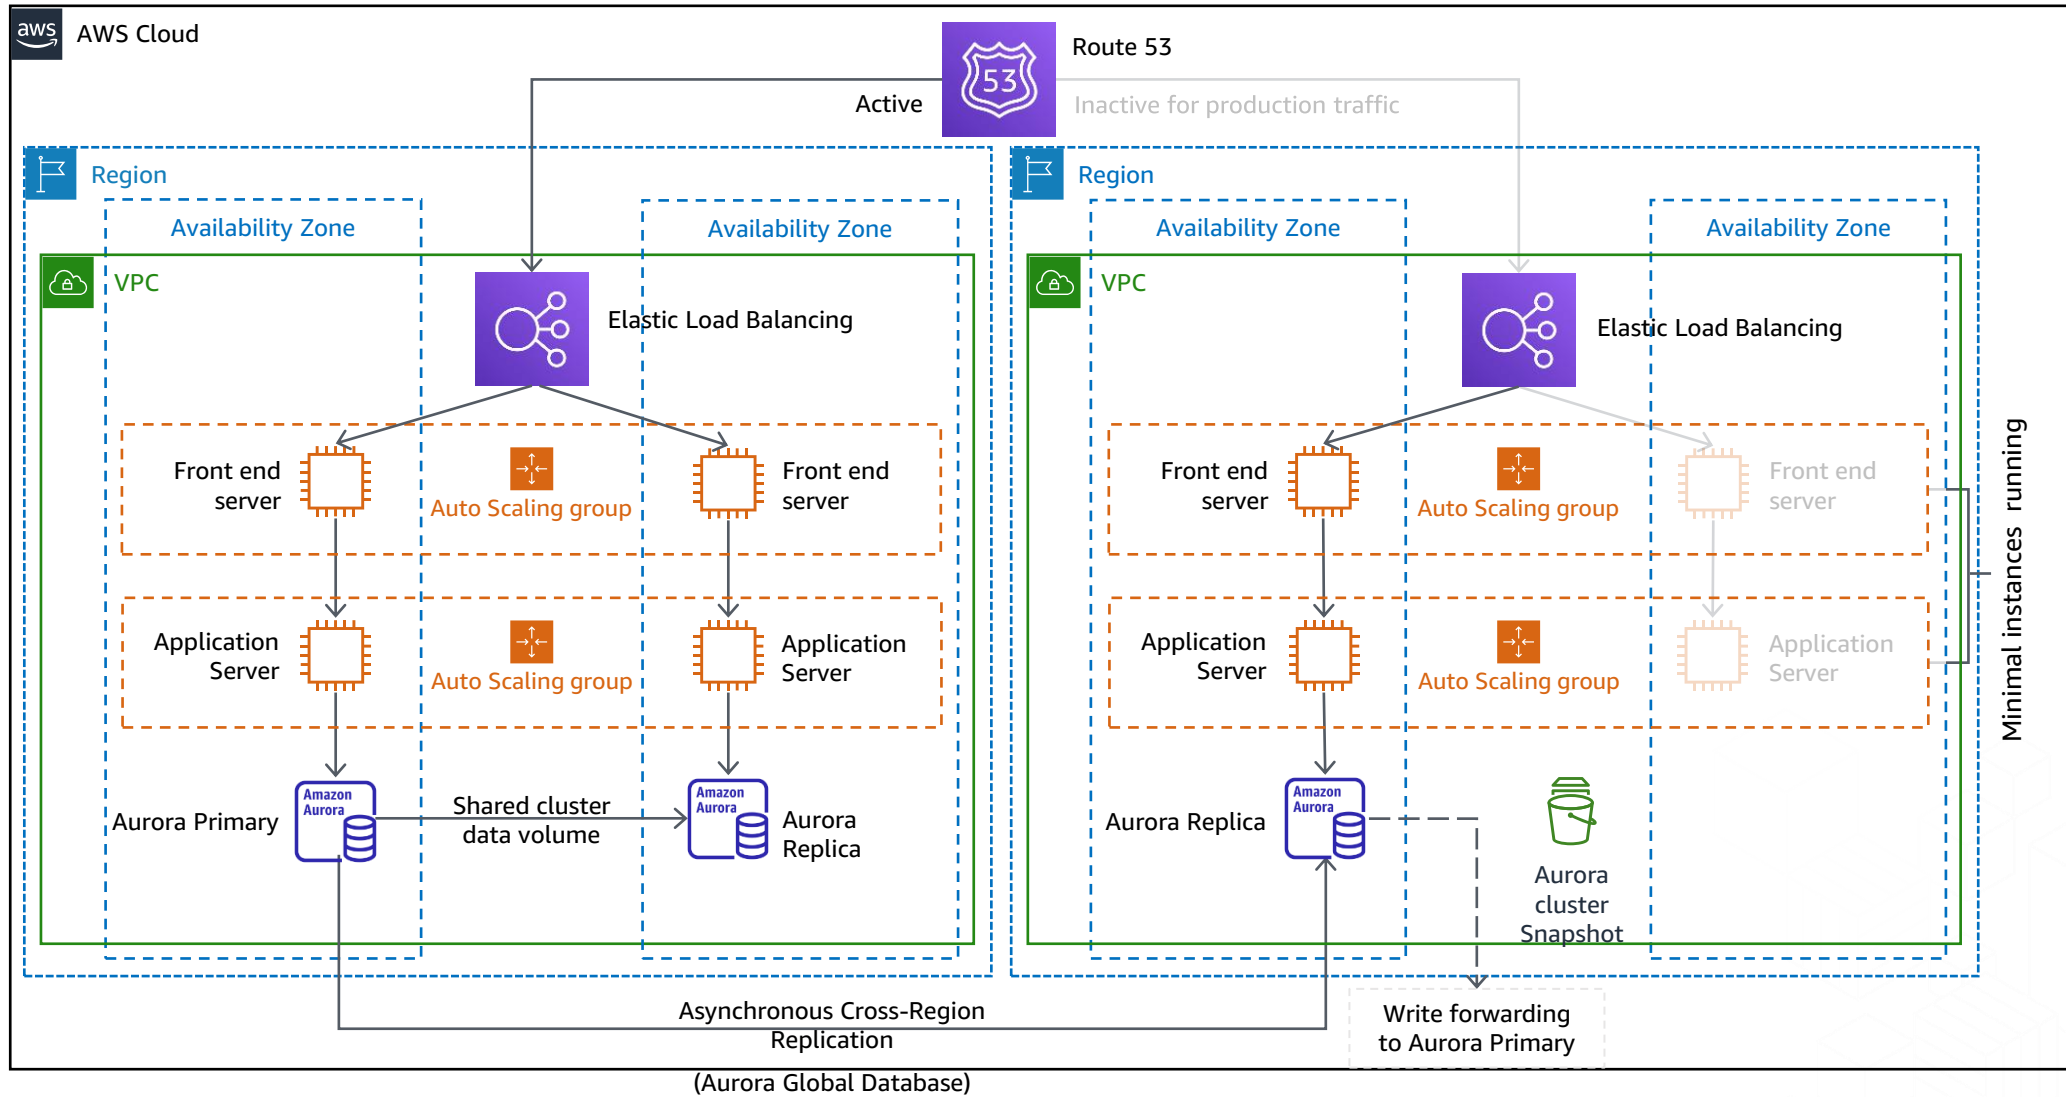 aws
AWS Cloud
53
Route 53
Active
Inactive for production traffic
Region
Availability Zone
Availability Zone
VPC
Elastic Load Balancing
Front end
server
Auto Scaling group
Front end
server
Application
Server
Auto Scaling group
Application
Server
Aurora Primary
Amazon
Aurora
Shared cluster
data volume
Amazon
Aurora
Aurora
Replica
Region
Availability Zone
Availability Zone
VPC
Elastic Load Balancing
Front end
server
Auto Scaling group
Front end
server
Application
Server
Auto Scaling group
Application
Server
Minimal instances running
Aurora Replica
Amazon
Aurora
Aurora
cluster
Snapshot
Asynchronous Cross-Region
Replication
(Aurora Global Database)
Write forwarding
to Aurora Primary